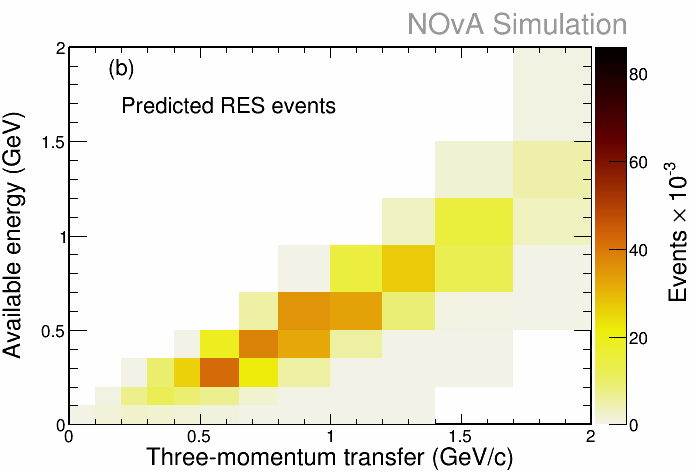 NOvA Simulation
(b)
Predicted RES events
2
1.5
1
0.5
0
Available energy (GeV)
0
0.5
1
1.5
2
Three-momentum transfer (GeV/c)
80
60
40
20
0
Events × 10⁻³